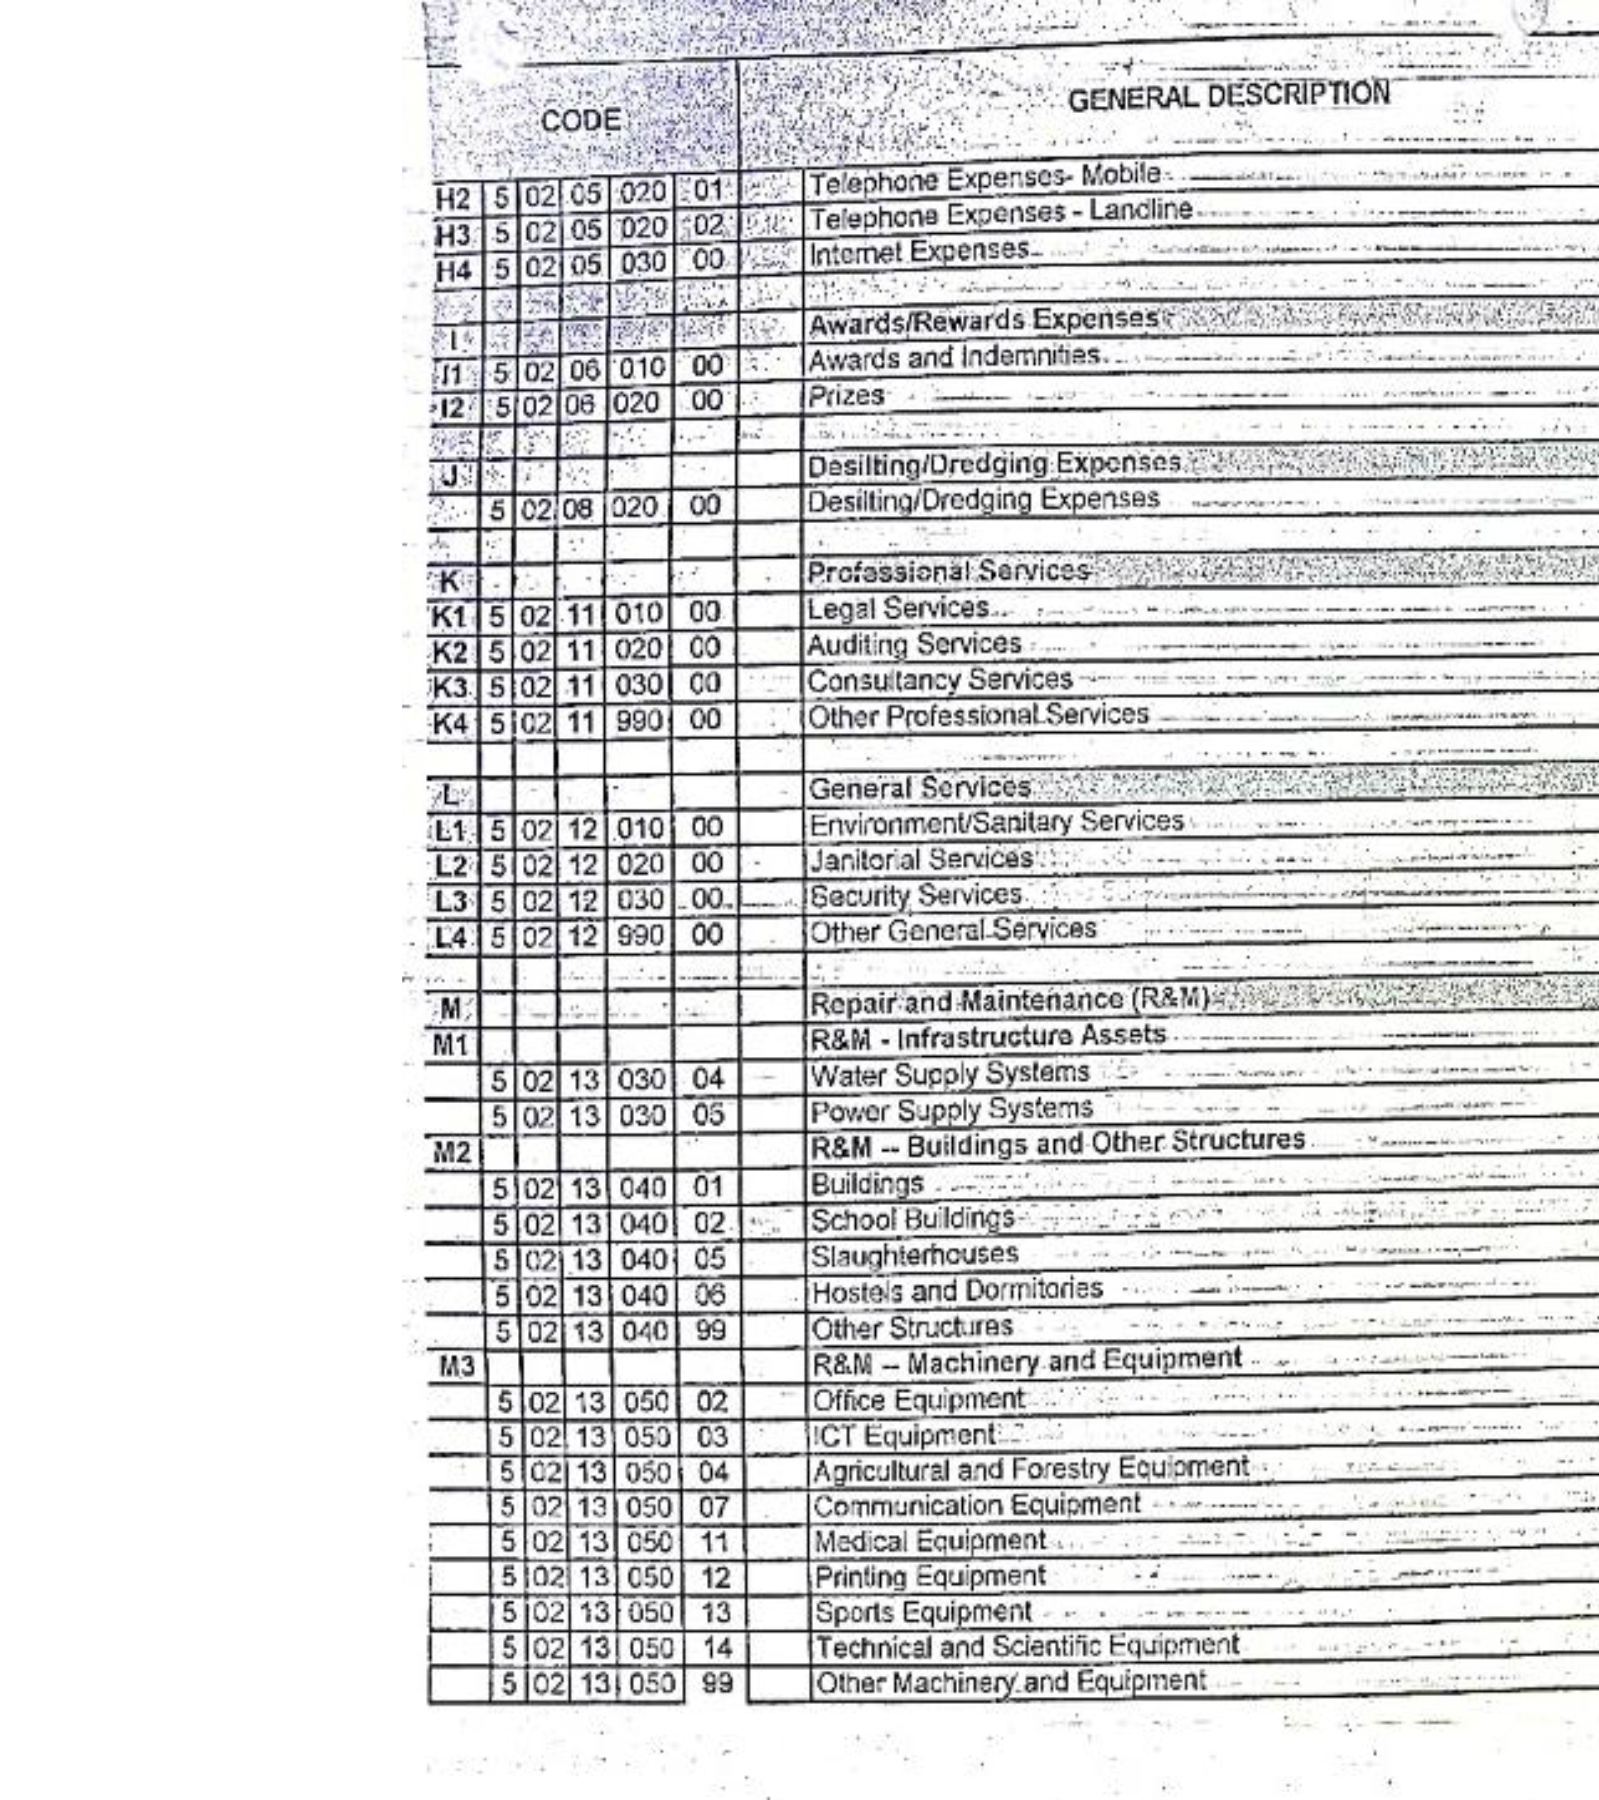 CODE GENERAL DESCRIPTION
H2 5 02 05 020 01 Telephone Expenses- Mobile
H3 5 02 05 020 02 Telephone Expenses - Landline
H4 5 02 05 030 00 Internet Expenses
I Awards/Rewards Expenses
I1 5 02 06 010 00 Awards and Indemnities
I2 5 02 06 020 00 Prizes
J Desilting/Dredging Expenses
5 02 08 020 00 Desilting/Dredging Expenses
K Professional Services
K1 5 02 11 010 00 Legal Services
K2 5 02 11 020 00 Auditing Services
K3 5 02 11 030 00 Consultancy Services
K4 5 02 11 990 00 Other Professional Services
L General Services
L1 5 02 12 010 00 Environment/Sanitary Services
L2 5 02 12 020 00 Janitorial Services
L3 5 02 12 030 00 Security Services
L4 5 02 12 990 00 Other General Services
M Repair and Maintenance (R&M)
M1 R&M - Infrastructure Assets
5 02 13 030 04 Water Supply Systems
5 02 13 030 05 Power Supply Systems
M2 R&M -- Buildings and Other Structures
5 02 13 040 01 Buildings
5 02 13 040 02 School Buildings
5 02 13 040 05 Slaughterhouses
5 02 13 040 06 Hostels and Dormitories
5 02 13 040 99 Other Structures
M3 R&M -- Machinery and Equipment
5 02 13 050 02 Office Equipment
5 02 13 050 03 ICT Equipment
5 02 13 050 04 Agricultural and Forestry Equipment
5 02 13 050 07 Communication Equipment
5 02 13 050 11 Medical Equipment
5 02 13 050 12 Printing Equipment
5 02 13 050 13 Sports Equipment
5 02 13 050 14 Technical and Scientific Equipment
5 02 13 050 99 Other Machinery and Equipment